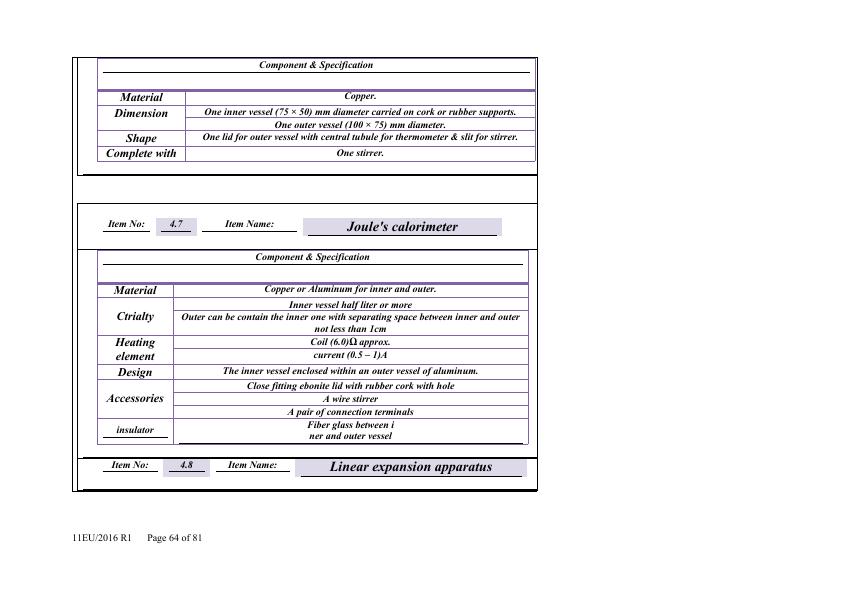 Component & Specification
Material Copper.
Dimension One inner vessel (75 × 50) mm diameter carried on cork or rubber supports.
One outer vessel (100 × 75) mm diameter.
Shape One lid for outer vessel with central tubule for thermometer & slit for stirrer.
Complete with One stirrer.
Item No: 4.7 Item Name: Joule's calorimeter
Component & Specification
Material Copper or Aluminum for inner and outer.
Ctrialty Inner vessel half liter or more
Outer can be contain the inner one with separating space between inner and outer
not less than 1cm
Heating Coil (6.0)Ω approx.
element current (0.5 – 1)A
Design The inner vessel enclosed within an outer vessel of aluminum.
Accessories Close fitting ebonite lid with rubber cork with hole
A wire stirrer
A pair of connection terminals
insulator Fiber glass between i
ner and outer vessel
Item No: 4.8 Item Name: Linear expansion apparatus
11EU/2016 R1 Page 64 of 81